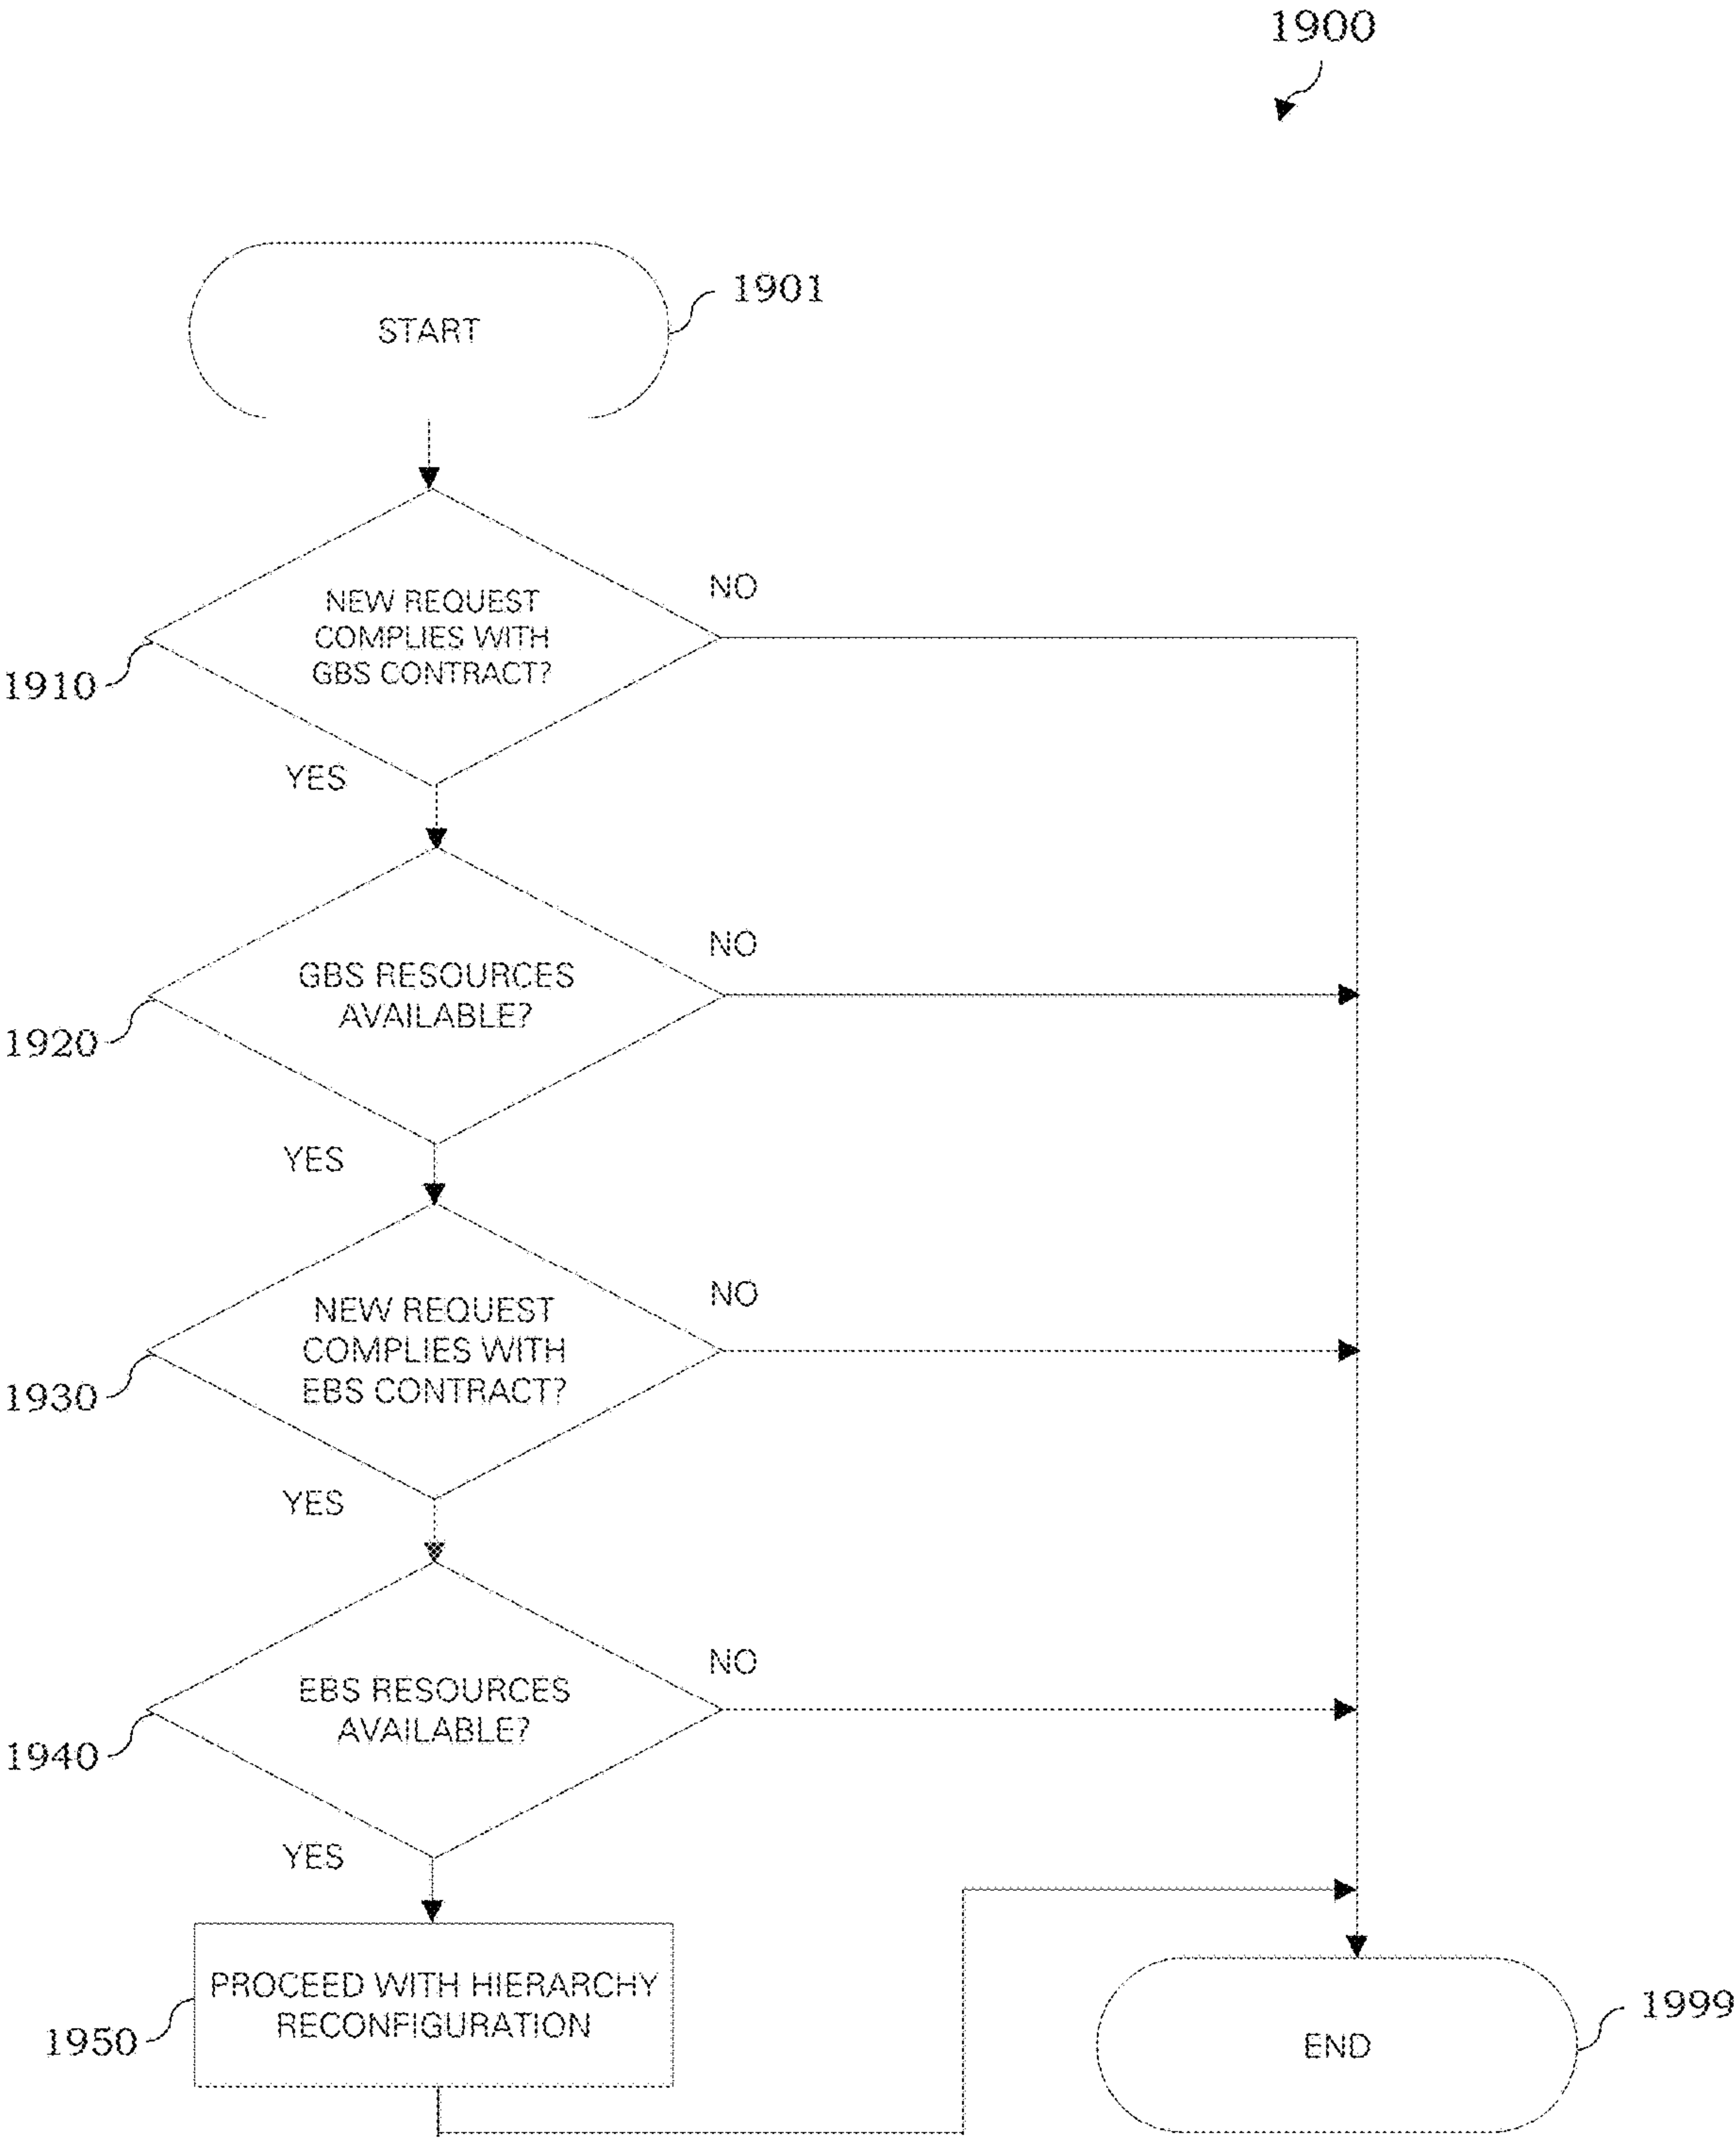 1900
START
1901
NEW REQUEST
COMPLIES WITH
GBS CONTRACT?
NO
1910
YES
GBS RESOURCES
AVAILABLE?
NO
1920
YES
NEW REQUEST
COMPLIES WITH
EBS CONTRACT?
NO
1930
YES
EBS RESOURCES
AVAILABLE?
NO
1940
YES
PROCEED WITH HIERARCHY
RECONFIGURATION
1950
END
1999